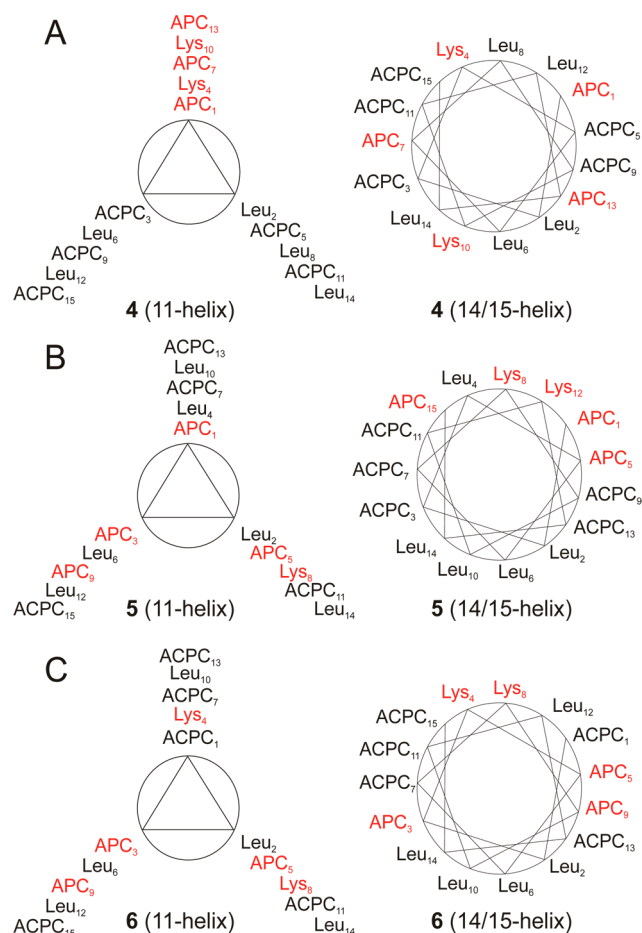 A
APC₁₃
Lys₁₀
APC₇
Lys₄
APC₁
ACPC₃
Leu₆
ACPC₉
Leu₁₂
ACPC₁₅
Leu₂
ACPC₅
Leu₈
ACPC₁₁
Leu₁₄
4 (11-helix)
Lys₄
Leu₈
Leu₁₂
APC₁
ACPC₅
ACPC₉
APC₁₃
Leu₂
Leu₆
Lys₁₀
Leu₁₄
ACPC₃
APC₇
ACPC₁₁
ACPC₁₅
4 (14/15-helix)
B
ACPC₁₃
Leu₁₀
ACPC₇
Leu₄
APC₁
APC₃
Leu₆
APC₉
Leu₁₂
ACPC₁₅
Leu₂
APC₅
Lys₈
ACPC₁₁
Leu₁₄
5 (11-helix)
Leu₄
Lys₈
Lys₁₂
APC₁
APC₅
ACPC₉
ACPC₁₃
Leu₂
Leu₆
Leu₁₀
Leu₁₄
ACPC₃
ACPC₇
ACPC₁₁
APC₁₅
5 (14/15-helix)
C
ACPC₁₃
Leu₁₀
ACPC₇
Lys₄
ACPC₁
APC₃
Leu₆
APC₉
Leu₁₂
ACPC₁₅
Leu₂
APC₅
Lys₈
ACPC₁₁
Leu₁₄
6 (11-helix)
Lys₄
Lys₈
Leu₁₂
ACPC₁
APC₅
APC₉
ACPC₁₃
Leu₂
Leu₆
Leu₁₀
Leu₁₄
APC₃
ACPC₇
ACPC₁₁
ACPC₁₅
6 (14/15-helix)